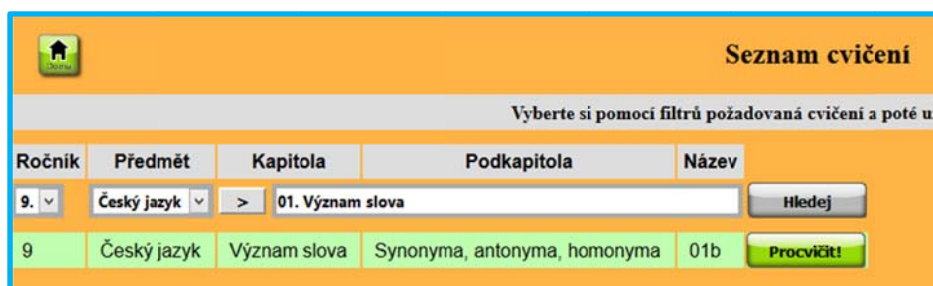 Domů
Seznam cvičení
Vyberte si pomocí filtrů požadovaná cvičení a poté u
Ročník Předmět Kapitola Podkapitola Název
9. Český jazyk > 01. Význam slova Hledej
9 Český jazyk Význam slova Synonyma, antonyma, homonyma 01b Procvičit!